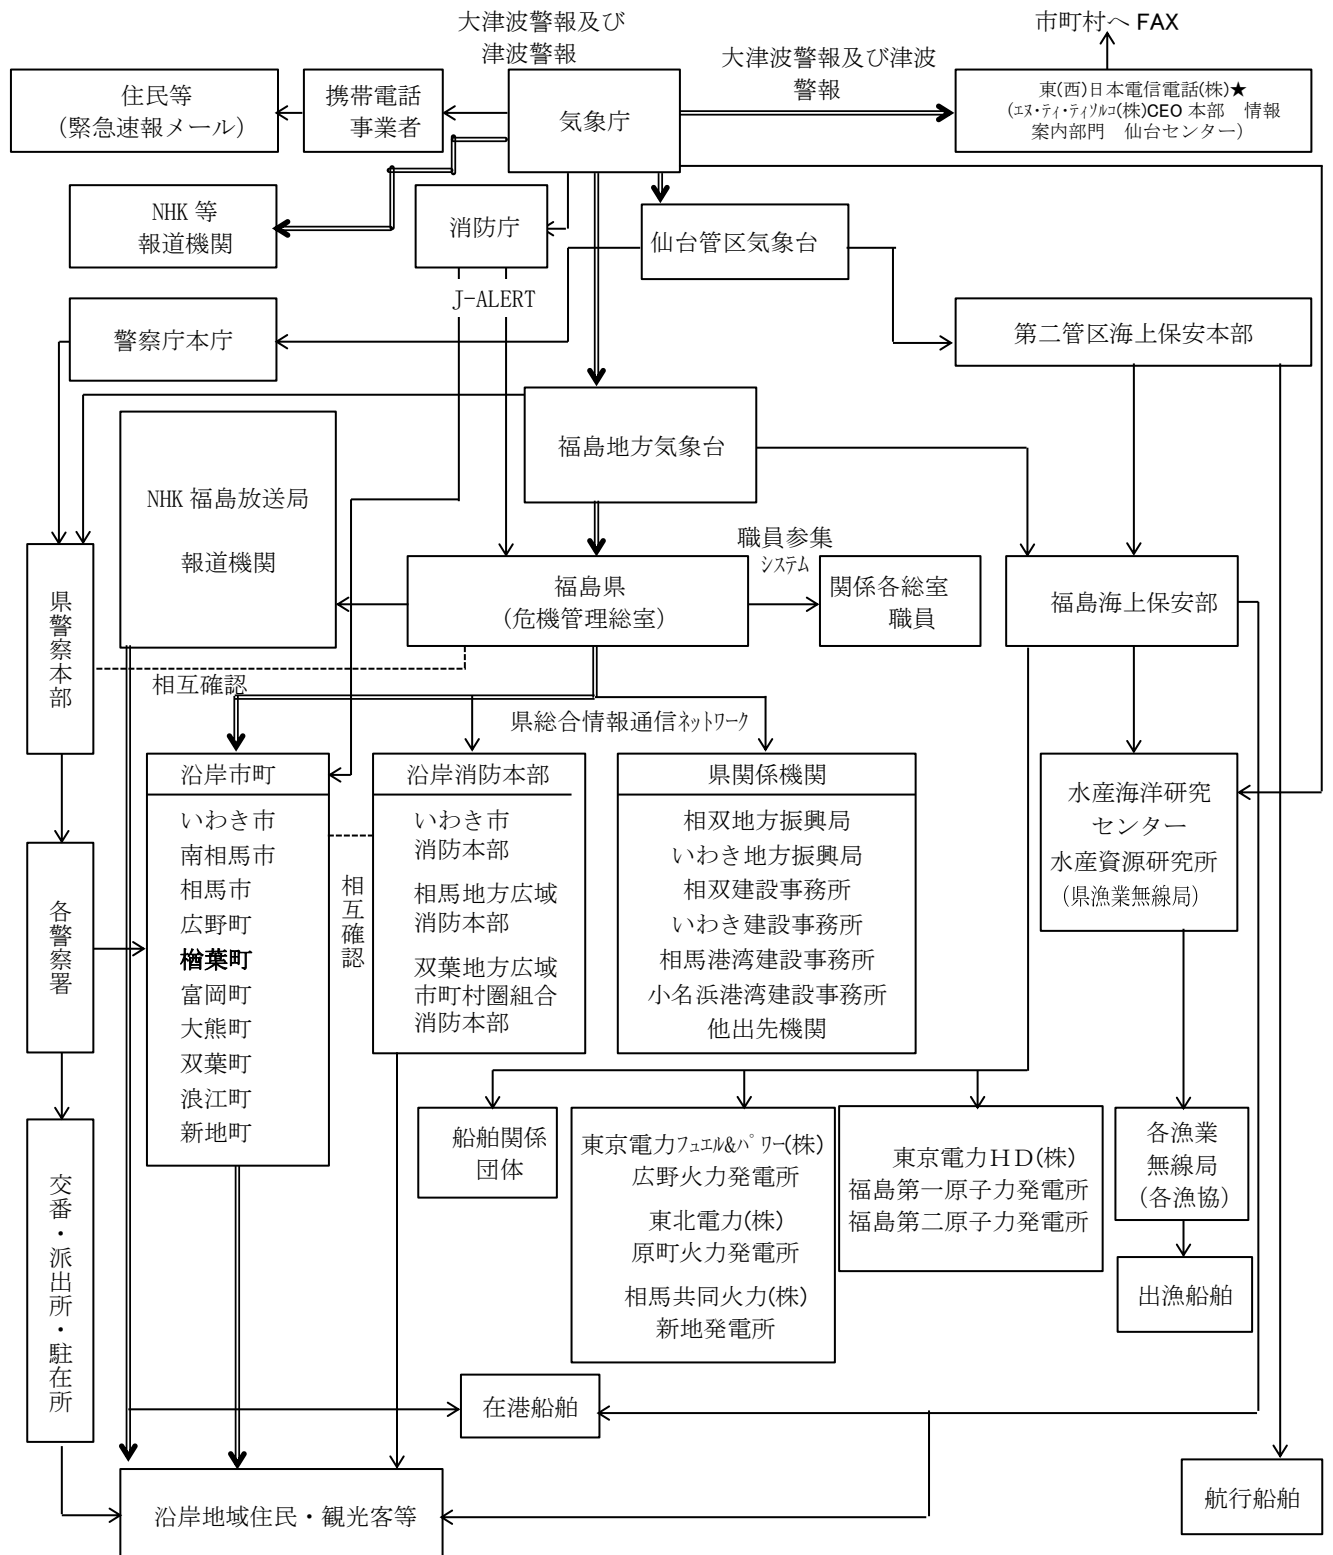 大津波警報及び
津波警報
市町村へ FAX
大津波警報及び津波
警報
住民等
（緊急速報メール）
携帯電話
事業者
気象庁
東(西)日本電信電話(株)★
(ｴﾇ･ﾃｨ･ﾃｨｿﾙｺ(株)CEO 本部　情報
案内部門　仙台センター）
NHK 等
報道機関
消防庁
仙台管区気象台
J-ALERT
警察庁本庁
第二管区海上保安本部
福島地方気象台
NHK 福島放送局
報道機関
職員参集
ｼｽﾃﾑ
福島県
(危機管理総室)
関係各総室
職員
福島海上保安部
県警察本部
相互確認
県総合情報通信ﾈｯﾄﾜｰｸ
沿岸市町
いわき市
南相馬市
相馬市
広野町
楢葉町
富岡町
大熊町
双葉町
浪江町
新地町
相互確認
沿岸消防本部
いわき市
消防本部
相馬地方広域
消防本部
双葉地方広域
市町村圏組合
消防本部
県関係機関
相双地方振興局
いわき地方振興局
相双建設事務所
いわき建設事務所
相馬港湾建設事務所
小名浜港湾建設事務所
他出先機関
水産海洋研究
センター
水産資源研究所
（県漁業無線局）
各警察署
船舶関係
団体
東京電力ﾌｭｴﾙ&ﾊﾟﾜｰ(株)
広野火力発電所
東北電力(株)
原町火力発電所
相馬共同火力(株)
新地発電所
東京電力ＨＤ(株)
福島第一原子力発電所
福島第二原子力発電所
各漁業
無線局
（各漁協）
出漁船舶
交番・派出所・駐在所
在港船舶
沿岸地域住民・観光客等
航行船舶